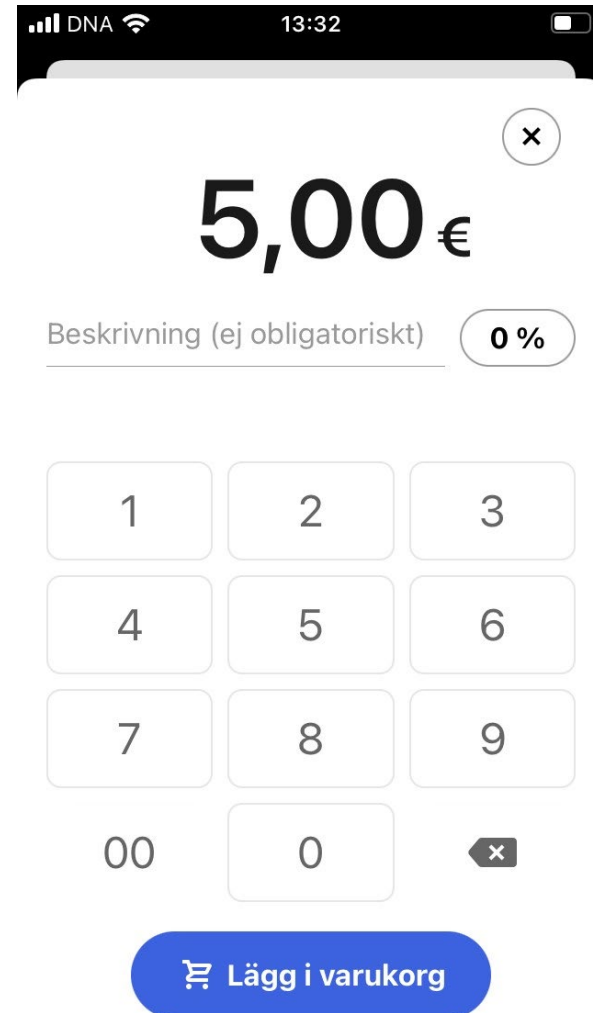 DNA 13:32
5,00 €
Beskrivning (ej obligatoriskt) 0 %
1 2 3
4 5 6
7 8 9
00 0
Lägg i varukorg